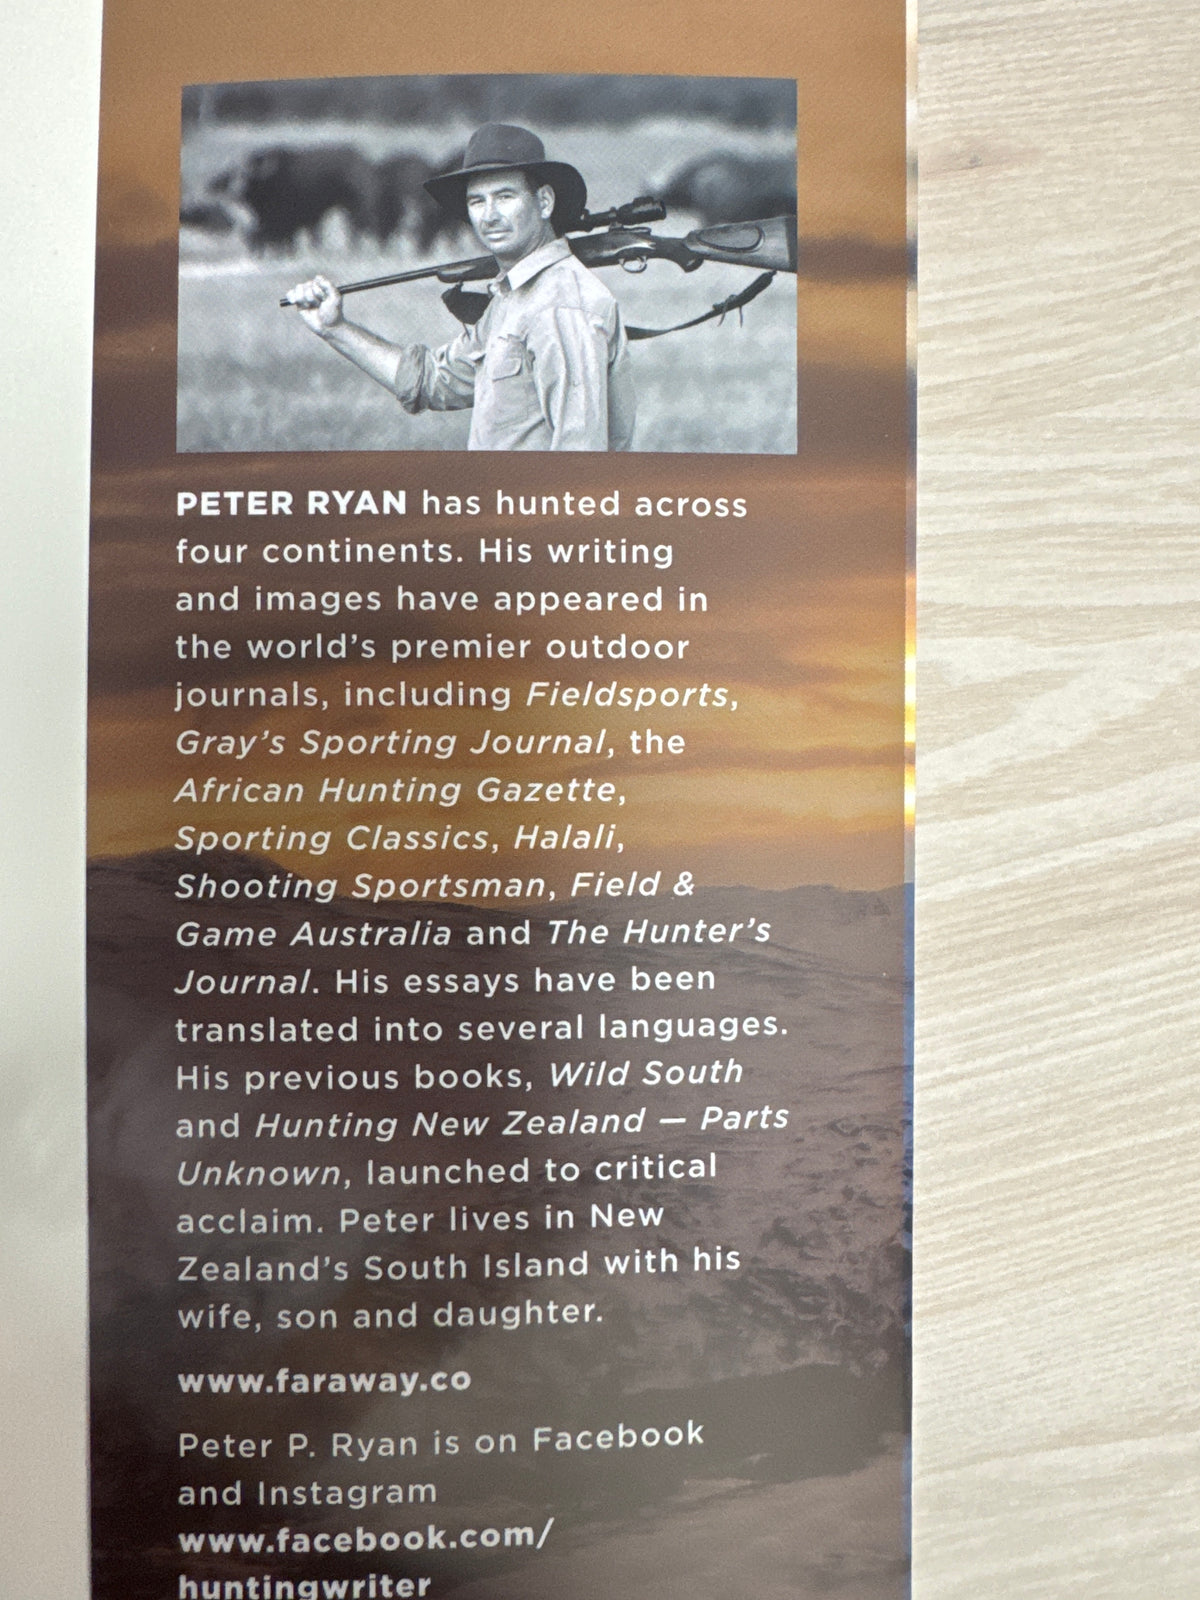 PETER RYAN has hunted across
four continents. His writing
and images have appeared in
the world's premier outdoor
journals, including Fieldsports,
Gray's Sporting Journal, the
African Hunting Gazette,
Sporting Classics, Halali,
Shooting Sportsman, Field &
Game Australia and The Hunter's
Journal. His essays have been
translated into several languages.
His previous books, Wild South
and Hunting New Zealand — Parts
Unknown, launched to critical
acclaim. Peter lives in New
Zealand's South Island with his
wife, son and daughter.
www.faraway.co
Peter P. Ryan is on Facebook
and Instagram
www.facebook.com/
huntingwriter